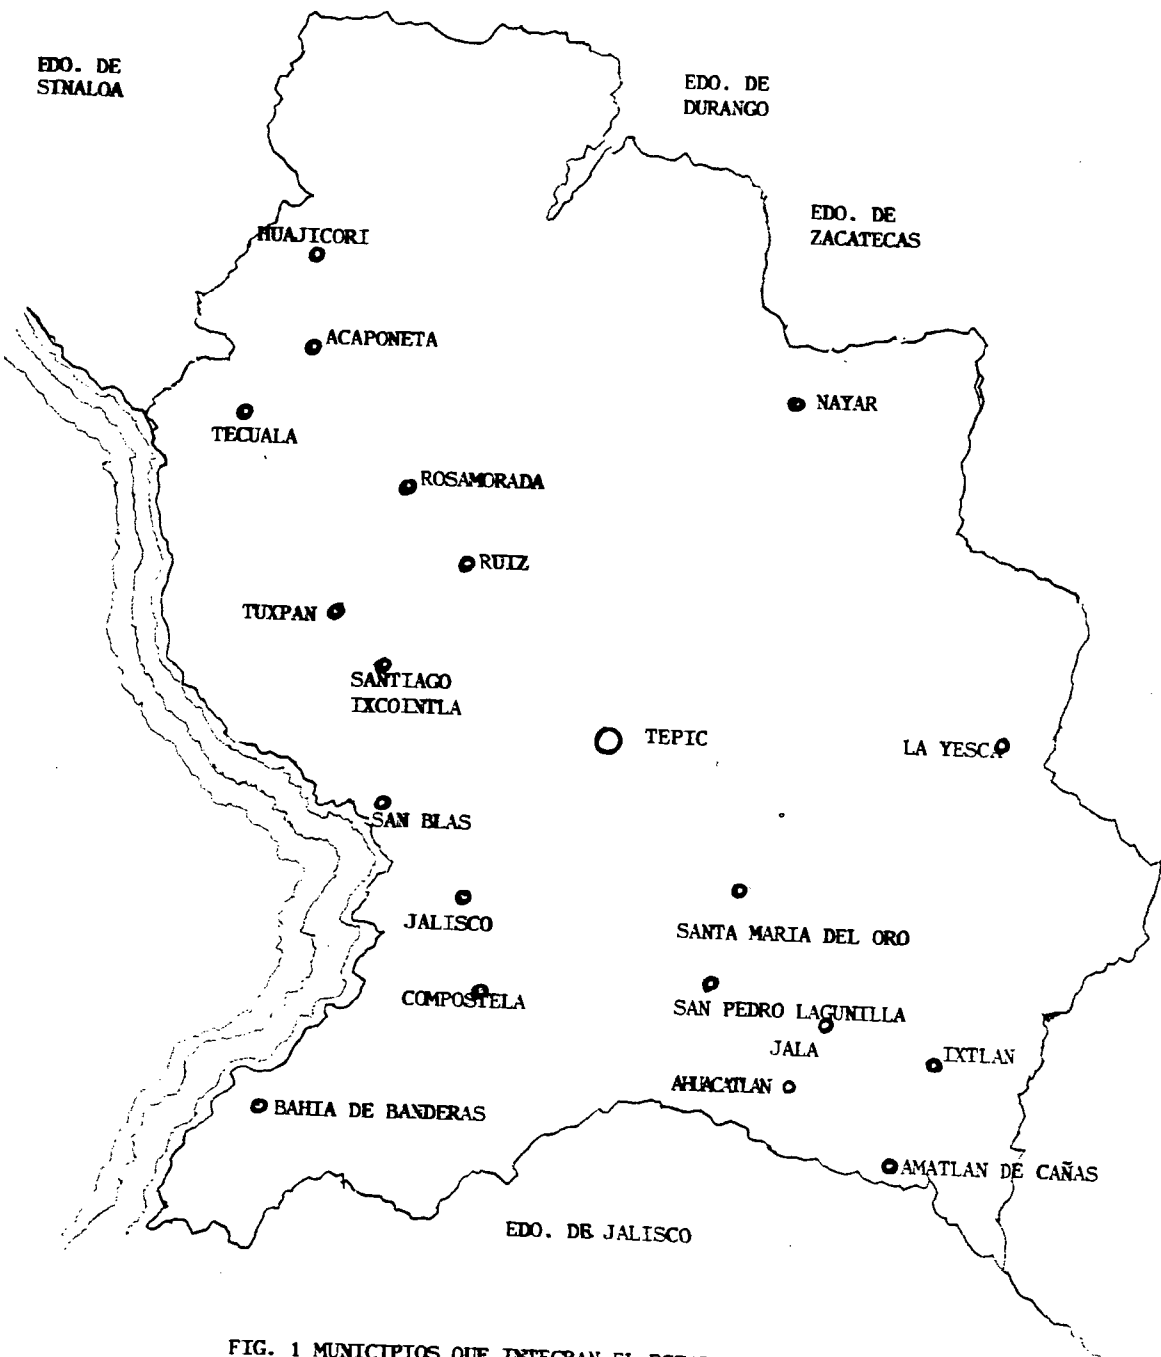 EDO. DE
SINALOA
EDO. DE
DURANGO
EDO. DE
ZACATECAS
HUAJICORI
ACAPONETA
NAYAR
TECUALA
ROSAMORADA
RUIZ
TUXPAN
SANTIAGO
IXCOINTLA
TEPIC
LA YESCA
SAN BLAS
JALISCO
SANTA MARIA DEL ORO
COMPOSTELA
SAN PEDRO LAGUNILLA
JALA
IXTLAN
AHUACATLAN
BAHIA DE BANDERAS
AMATLAN DE CAÑAS
EDO. DE JALISCO
FIG. 1 MUNICIPIOS QUE INTEGRAN EL